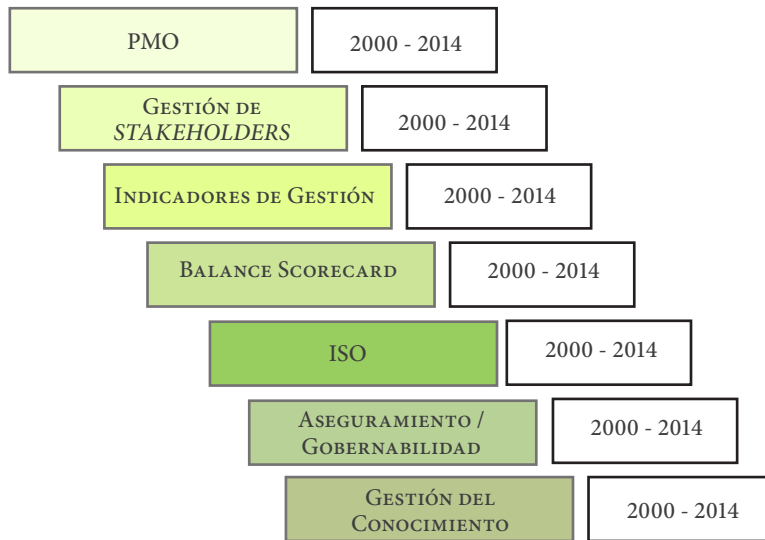 PMO
2000 - 2014
Gestión de
STAKEHOLDERS
2000 - 2014
Indicadores de Gestión
2000 - 2014
Balance Scorecard
2000 - 2014
ISO
2000 - 2014
Aseguramiento /
Gobernabilidad
2000 - 2014
Gestión del
Conocimiento
2000 - 2014